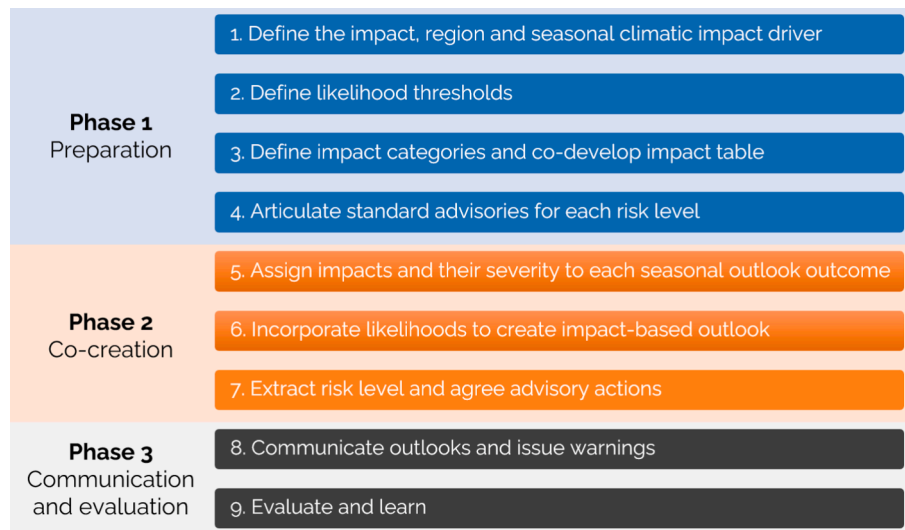 Phase 1
Preparation
1. Define the impact, region and seasonal climatic impact driver
2. Define likelihood thresholds
3. Define impact categories and co-develop impact table
4. Articulate standard advisories for each risk level
Phase 2
Co-creation
5. Assign impacts and their severity to each seasonal outlook outcome
6. Incorporate likelihoods to create impact-based outlook
7. Extract risk level and agree advisory actions
Phase 3
Communication
and evaluation
8. Communicate outlooks and issue warnings
9. Evaluate and learn